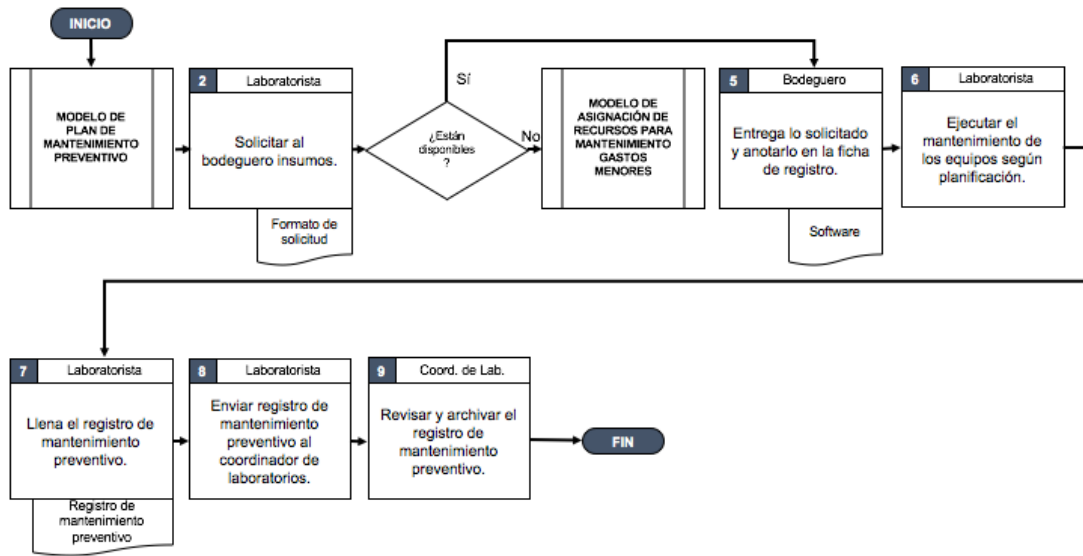 INICIO
MODELO DE
PLAN DE
MANTENIMIENTO
PREVENTIVO
2 Laboratorista
Solicitar al
bodeguero insumos.
Formato de
solicitud
Sí
¿Están
disponibles
?
No
MODELO DE
ASIGNACIÓN DE
RECURSOS PARA
MANTENIMIENTO
GASTOS
MENORES
5 Bodeguero
Entrega lo solicitado
y anotarlo en la ficha
de registro.
Software
6 Laboratorista
Ejecutar el
mantenimiento de
los equipos según
planificación.
7 Laboratorista
Llena el registro de
mantenimiento
preventivo.
Registro de
mantenimiento
preventivo
8 Laboratorista
Enviar registro de
mantenimiento
preventivo al
coordinador de
laboratorios.
9 Coord. de Lab.
Revisar y archivar el
registro de
mantenimiento
preventivo.
FIN